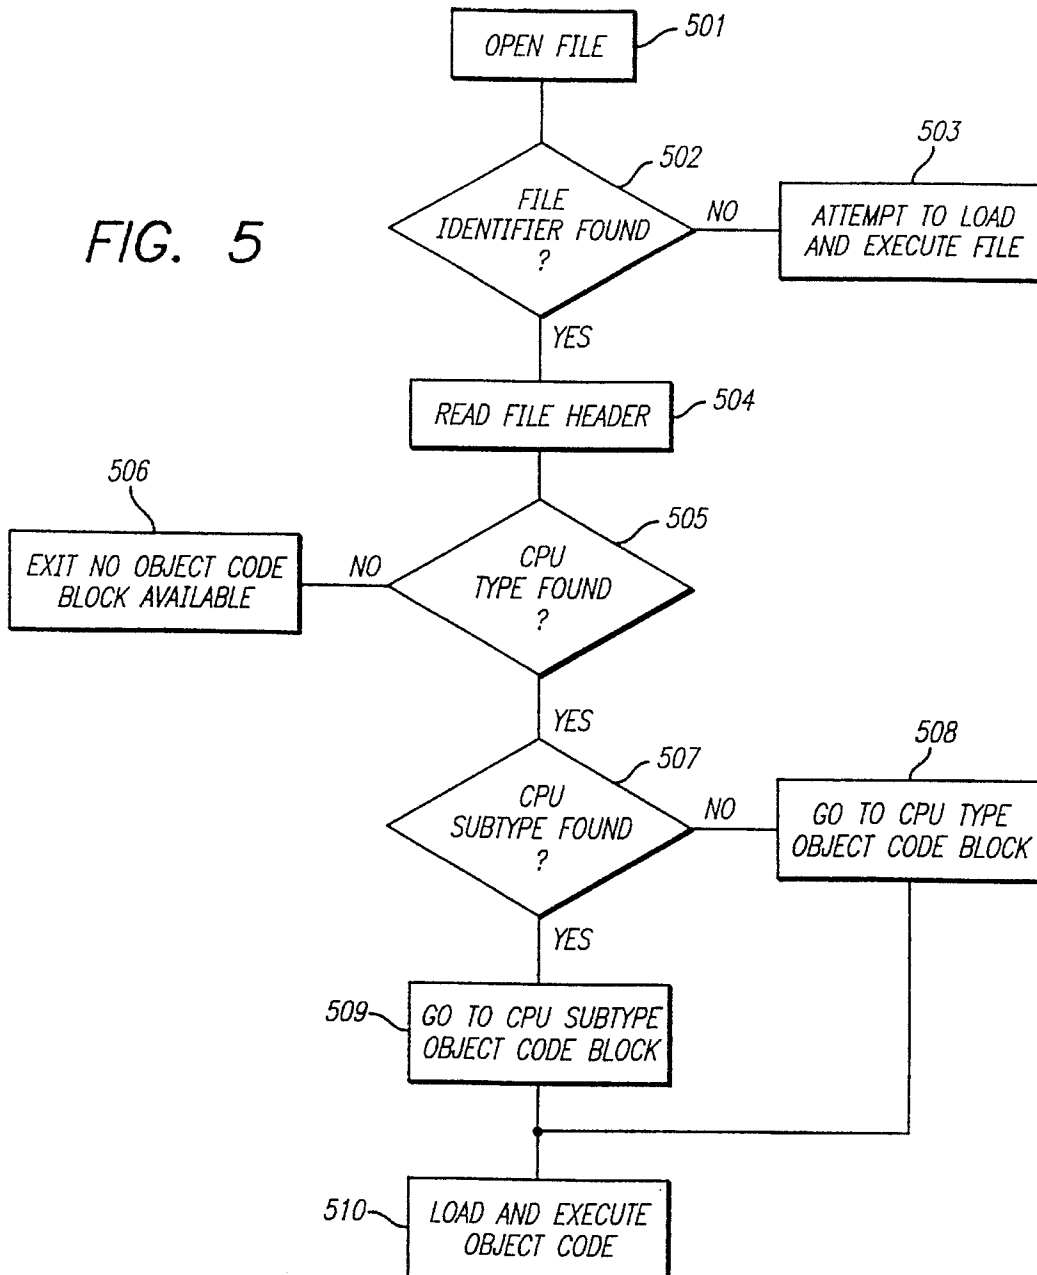 OPEN FILE
501
FILE
IDENTIFIER FOUND
?
502
NO
503
ATTEMPT TO LOAD
AND EXECUTE FILE
FIG. 5
YES
READ FILE HEADER
504
506
EXIT NO OBJECT CODE
BLOCK AVAILABLE
NO
CPU
TYPE FOUND
?
505
YES
CPU
SUBTYPE FOUND
?
507
NO
508
GO TO CPU TYPE
OBJECT CODE BLOCK
YES
509
GO TO CPU SUBTYPE
OBJECT CODE BLOCK
510
LOAD AND EXECUTE
OBJECT CODE